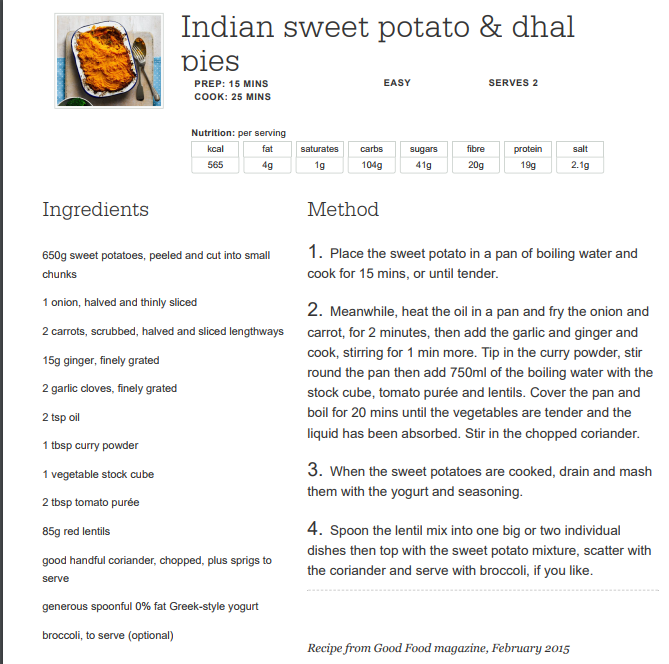 Indian sweet potato & dhal
pies
PREP: 15 MINS
COOK: 25 MINS
EASY
SERVES 2
Nutrition: per serving
kcal fat saturates carbs sugars fibre protein salt
565 4g 1g 104g 41g 20g 19g 2.1g
Ingredients
650g sweet potatoes, peeled and cut into small
chunks
1 onion, halved and thinly sliced
2 carrots, scrubbed, halved and sliced lengthways
15g ginger, finely grated
2 garlic cloves, finely grated
2 tsp oil
1 tbsp curry powder
1 vegetable stock cube
2 tbsp tomato purée
85g red lentils
good handful coriander, chopped, plus sprigs to
serve
generous spoonful 0% fat Greek-style yogurt
broccoli, to serve (optional)
Method
1. Place the sweet potato in a pan of boiling water and
cook for 15 mins, or until tender.
2. Meanwhile, heat the oil in a pan and fry the onion and
carrot, for 2 minutes, then add the garlic and ginger and
cook, stirring for 1 min more. Tip in the curry powder, stir
round the pan then add 750ml of the boiling water with the
stock cube, tomato purée and lentils. Cover the pan and
boil for 20 mins until the vegetables are tender and the
liquid has been absorbed. Stir in the chopped coriander.
3. When the sweet potatoes are cooked, drain and mash
them with the yogurt and seasoning.
4. Spoon the lentil mix into one big or two individual
dishes then top with the sweet potato mixture, scatter with
the coriander and serve with broccoli, if you like.
Recipe from Good Food magazine, February 2015